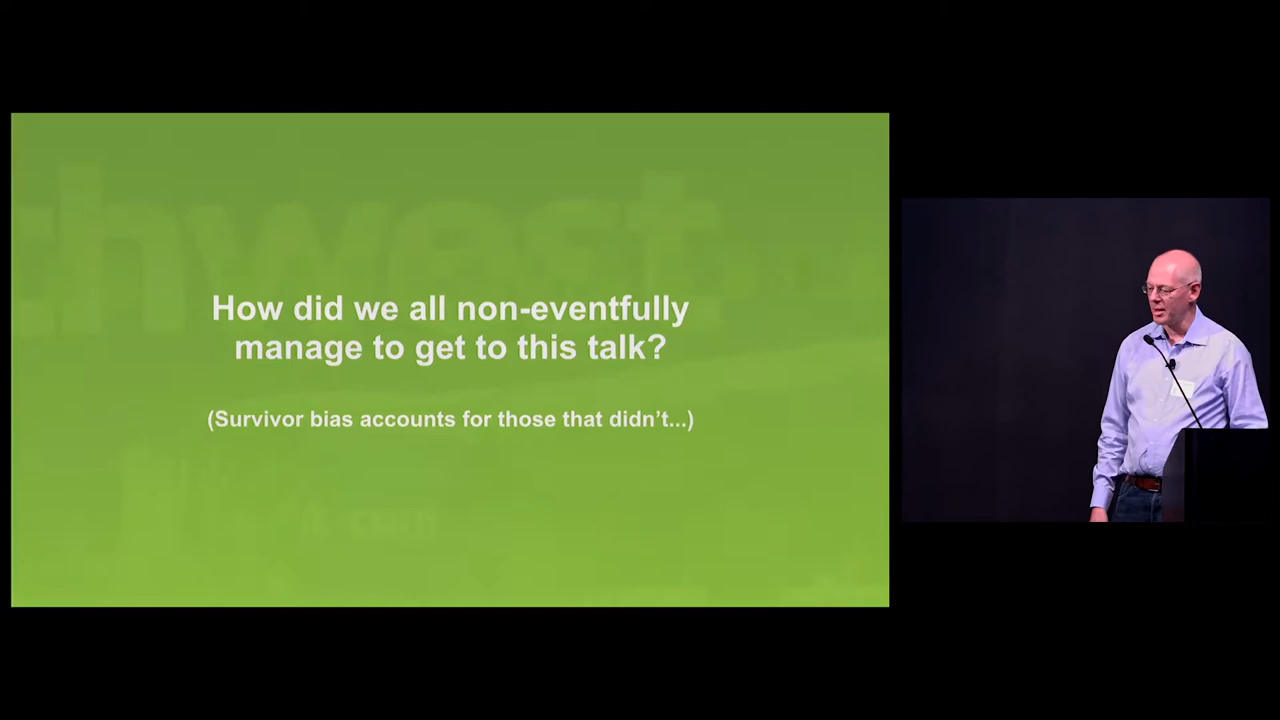 thwest
How did we all non-eventfully
manage to get to this talk?
(Survivor bias accounts for those that didn't...)